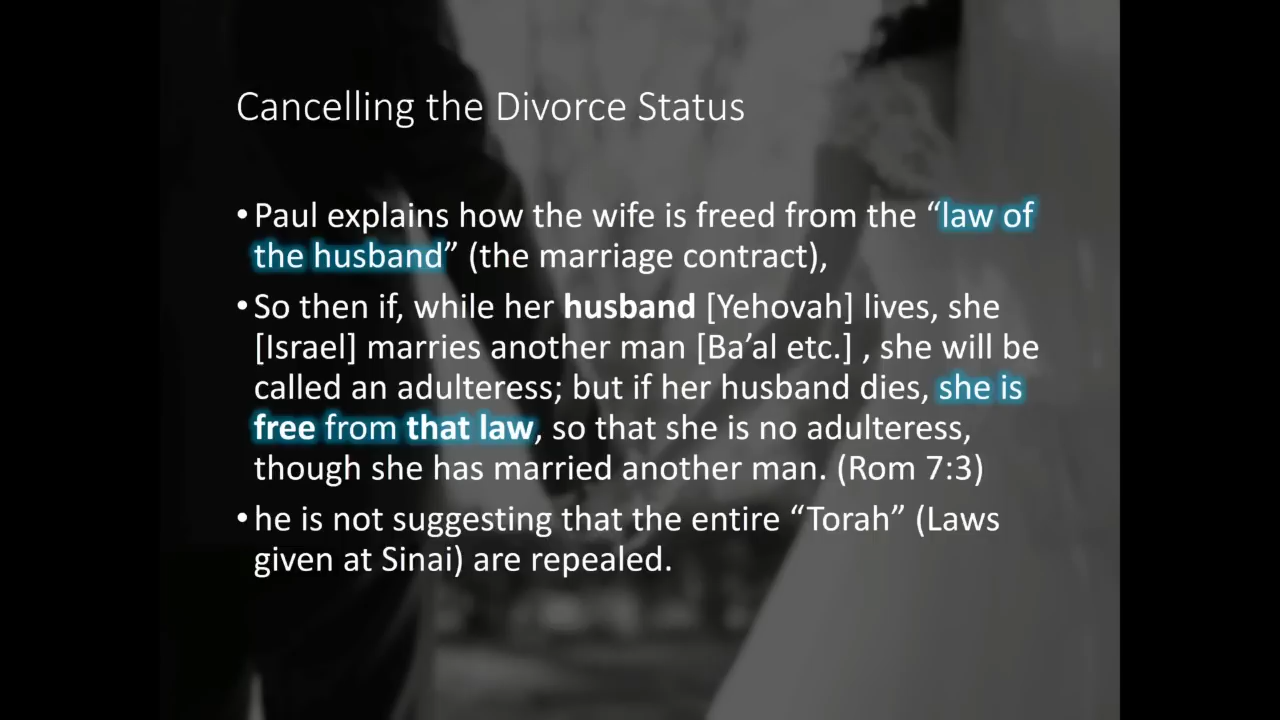 Cancelling the Divorce Status
•Paul explains how the wife is freed from the “law of
the husband” (the marriage contract),
•So then if, while her husband [Yehovah] lives, she
[Israel] marries another man [Ba’al etc.] , she will be
called an adulteress; but if her husband dies, she is
free from that law, so that she is no adulteress,
though she has married another man. (Rom 7:3)
•he is not suggesting that the entire “Torah” (Laws
given at Sinai) are repealed.